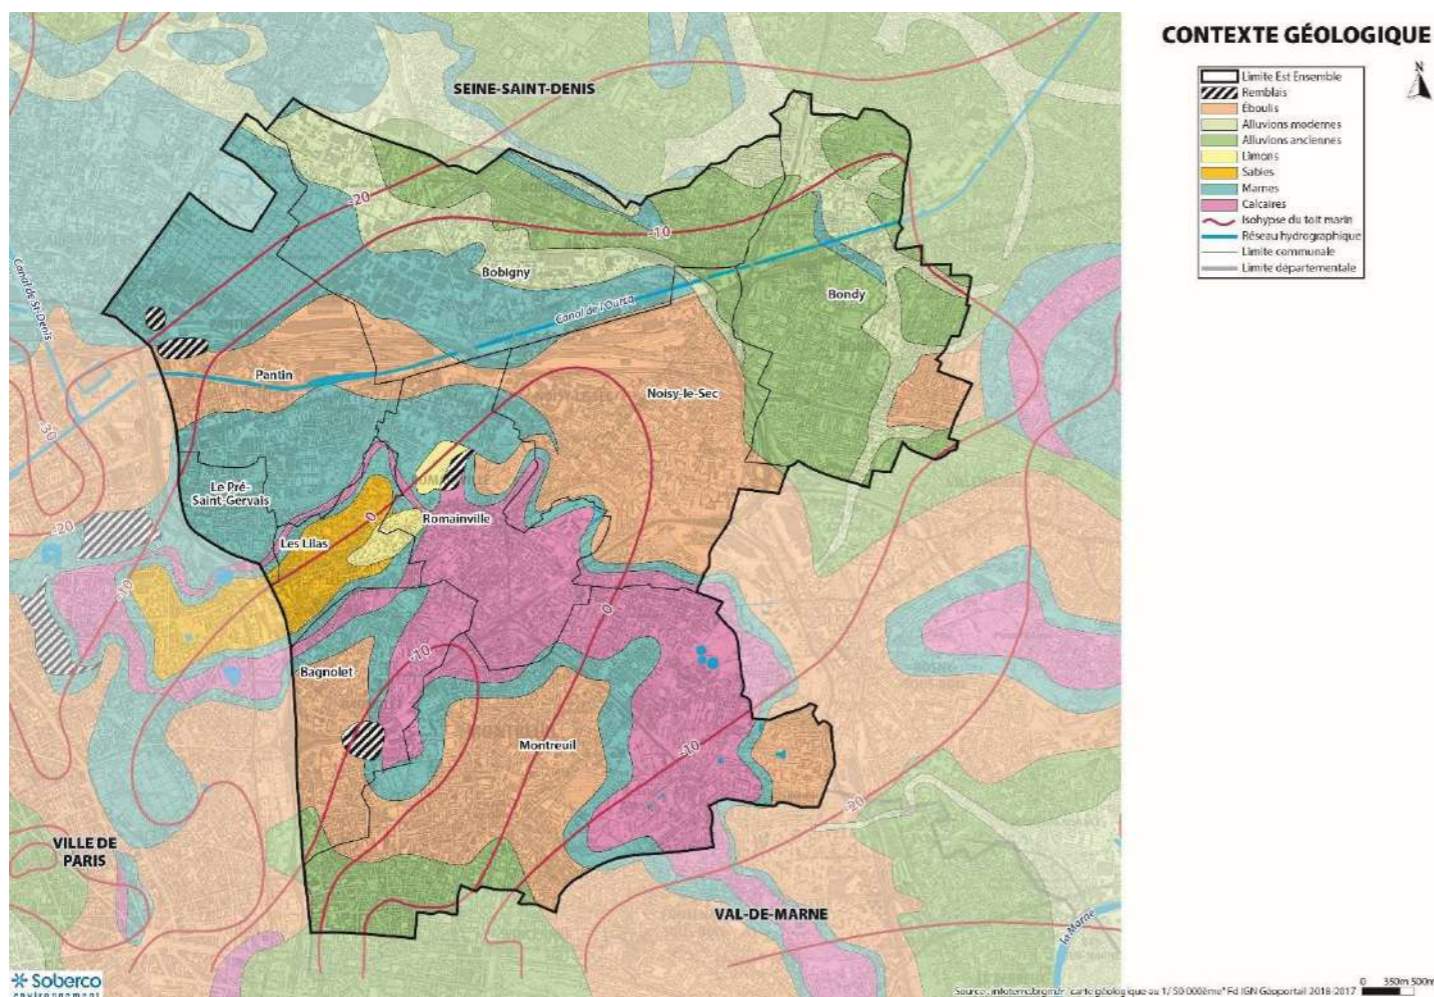 CONTEXTE GÉOLOGIQUE
N
Limite Est Ensemble
Remblais
Éboulis
Alluvions modernes
Alluvions anciennes
Limons
Sables
Marnes
Calcaires
Isohypse du toit marin
Réseau hydrographique
Limite communale
Limite départementale
SEINE-SAINT-DENIS
-20
-10
Bobigny
Bondy
Canal de St-Denis
Canal de l'Ourcq
Pantin
Noisy-le-Sec
-30
Le Pré-
Saint-Gervais
0
Romainville
-20
Les Lilas
-10
0
-10
Bagnolet
Montreuil
-10
-20
VILLE DE
PARIS
VAL-DE-MARNE
la Marne
Soberco
environnement
Source : infoterre.brgm.fr "carte géologique au 1/50 000ème" Fd IGN Géoportail 2018-2017
0 350m 500m